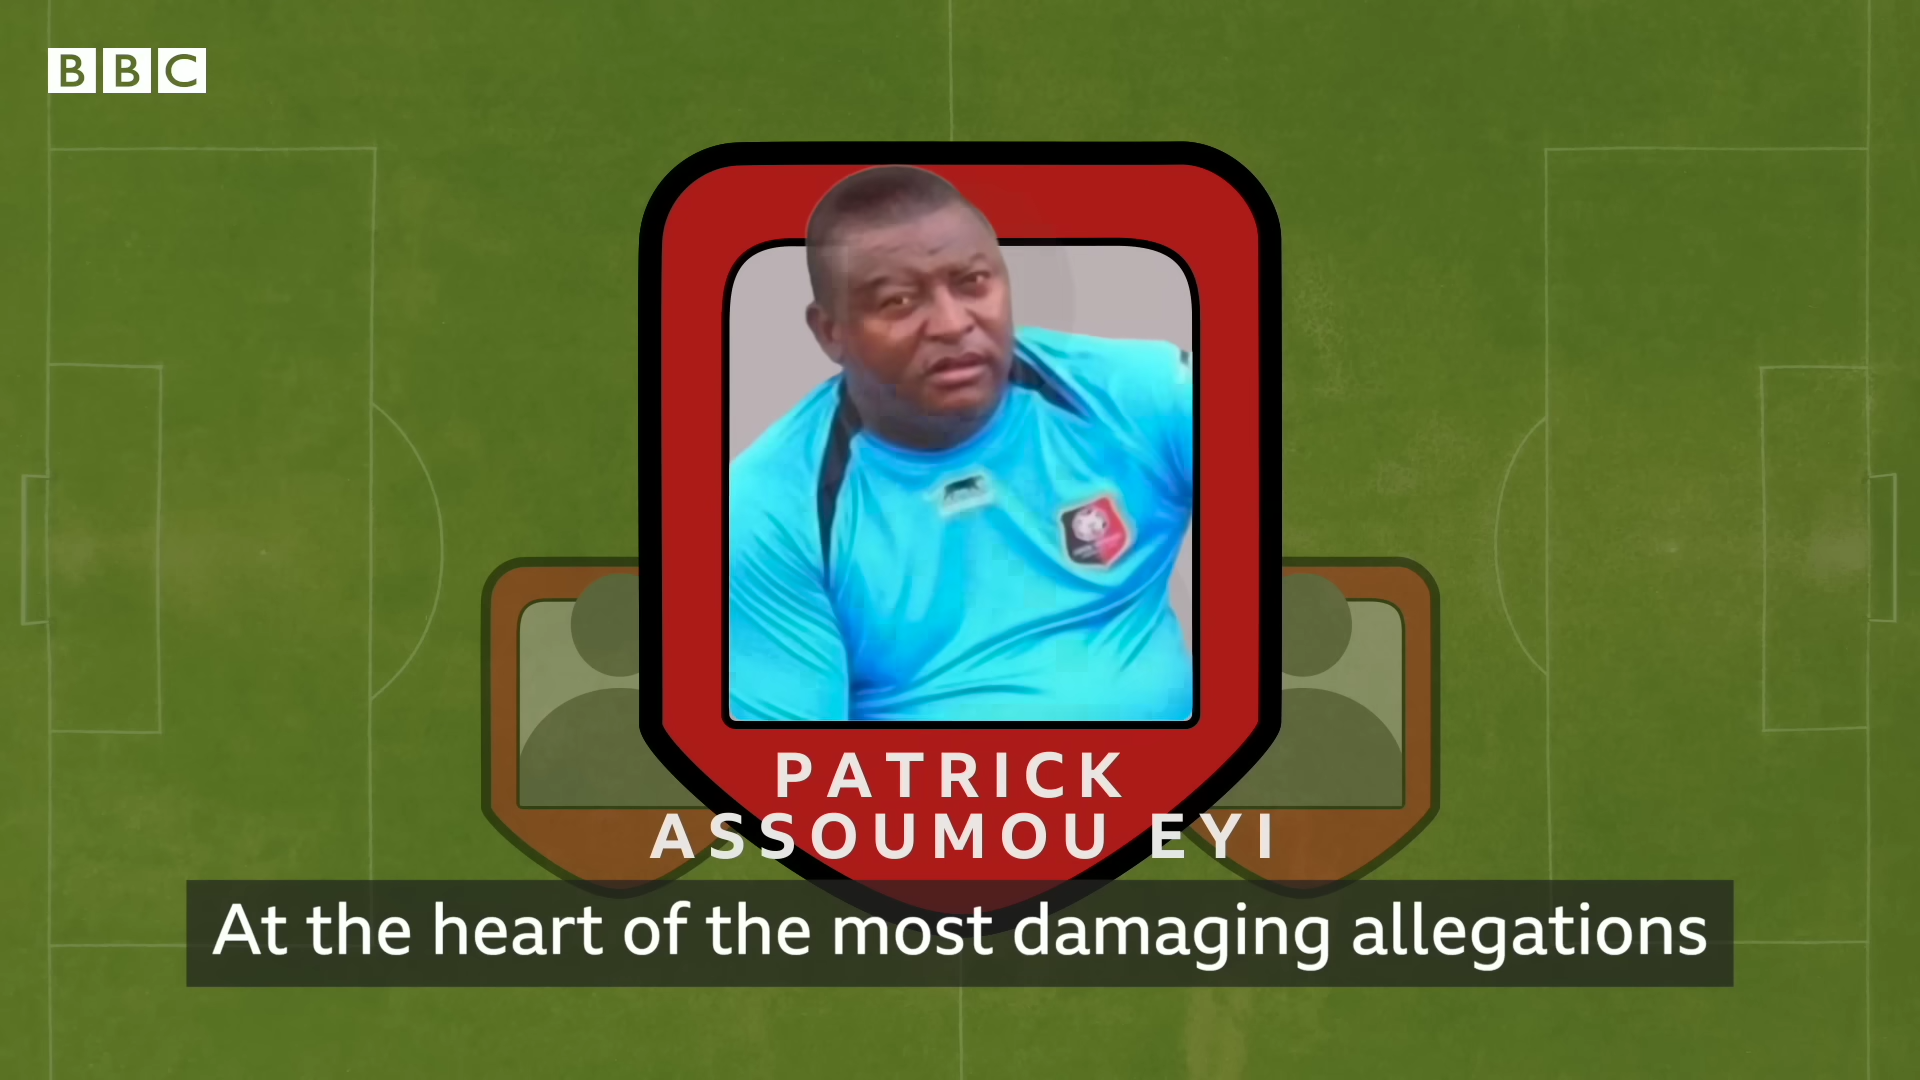 BBC
PATRICK
ASSOUMOU EYI
At the heart of the most damaging allegations